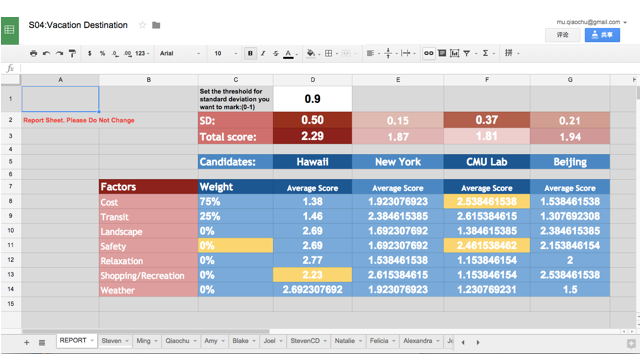 S04:Vacation Destination
mu.qiaochu@gmail.com
评论 共享
$ % .0 .00 123 Arial 10 B I S A Σ 拼
fx
A B C D E F G H
1 Set the threshold for standard deviation you want to mark:(0-1) 0.9
2 Report Sheet. Please Do Not Change SD: 0.50 0.15 0.37 0.21
3 Total score: 2.29 1.87 1.81 1.94
4
5 Candidates: Hawaii New York CMU Lab Beijing
6
7 Factors Weight Average Score Average Score Average Score Average Score
8 Cost 75% 1.38 1.923076923 2.538461538 1.538461538
9 Transit 25% 1.46 2.384615385 2.615384615 1.307692308
10 Landscape 0% 2.69 1.692307692 1.384615385 2.384615385
11 Safety 0% 2.69 1.692307692 2.461538462 2.153846154
12 Relaxation 0% 2.77 1.538461538 1.153846154 2
13 Shopping/Recreation 0% 2.23 2.615384615 1.153846154 2.538461538
14 Weather 0% 2.692307692 1.923076923 1.230769231 1.5
15
REPORT Steven Ming Qiaochu Amy Blake Joel StevenCD Natalie Felicia Alexandra